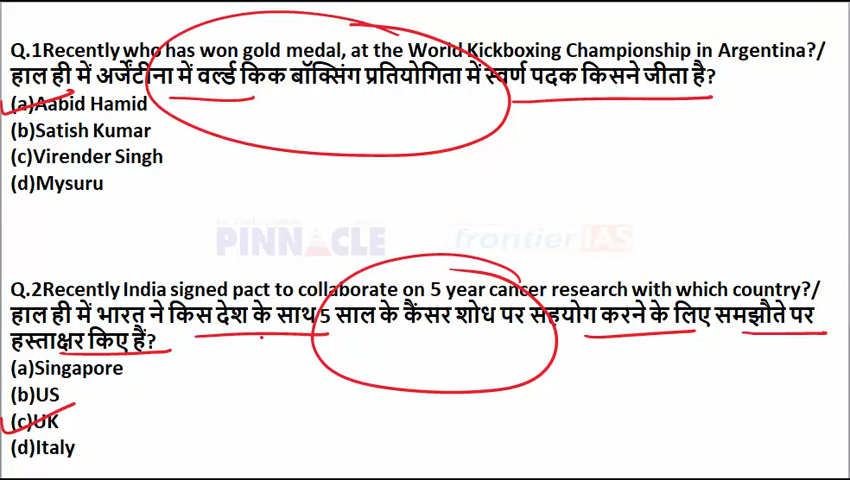 Q.1Recently who has won gold medal, at the World Kickboxing Championship in Argentina?/
हाल ही में अर्जेंटीना में वर्ल्ड किक बॉक्सिंग प्रतियोगिता में स्वर्ण पदक किसने जीता है?
(a)Aabid Hamid
(b)Satish Kumar
(c)Virender Singh
(d)Mysuru
PINNACLE frontier IAS
Q.2Recently India signed pact to collaborate on 5 year cancer research with which country?/
हाल ही में भारत ने किस देश के साथ 5 साल के कैंसर शोध पर सहयोग करने के लिए समझौते पर
हस्ताक्षर किए हैं?
(a)Singapore
(b)US
(c)UK
(d)Italy